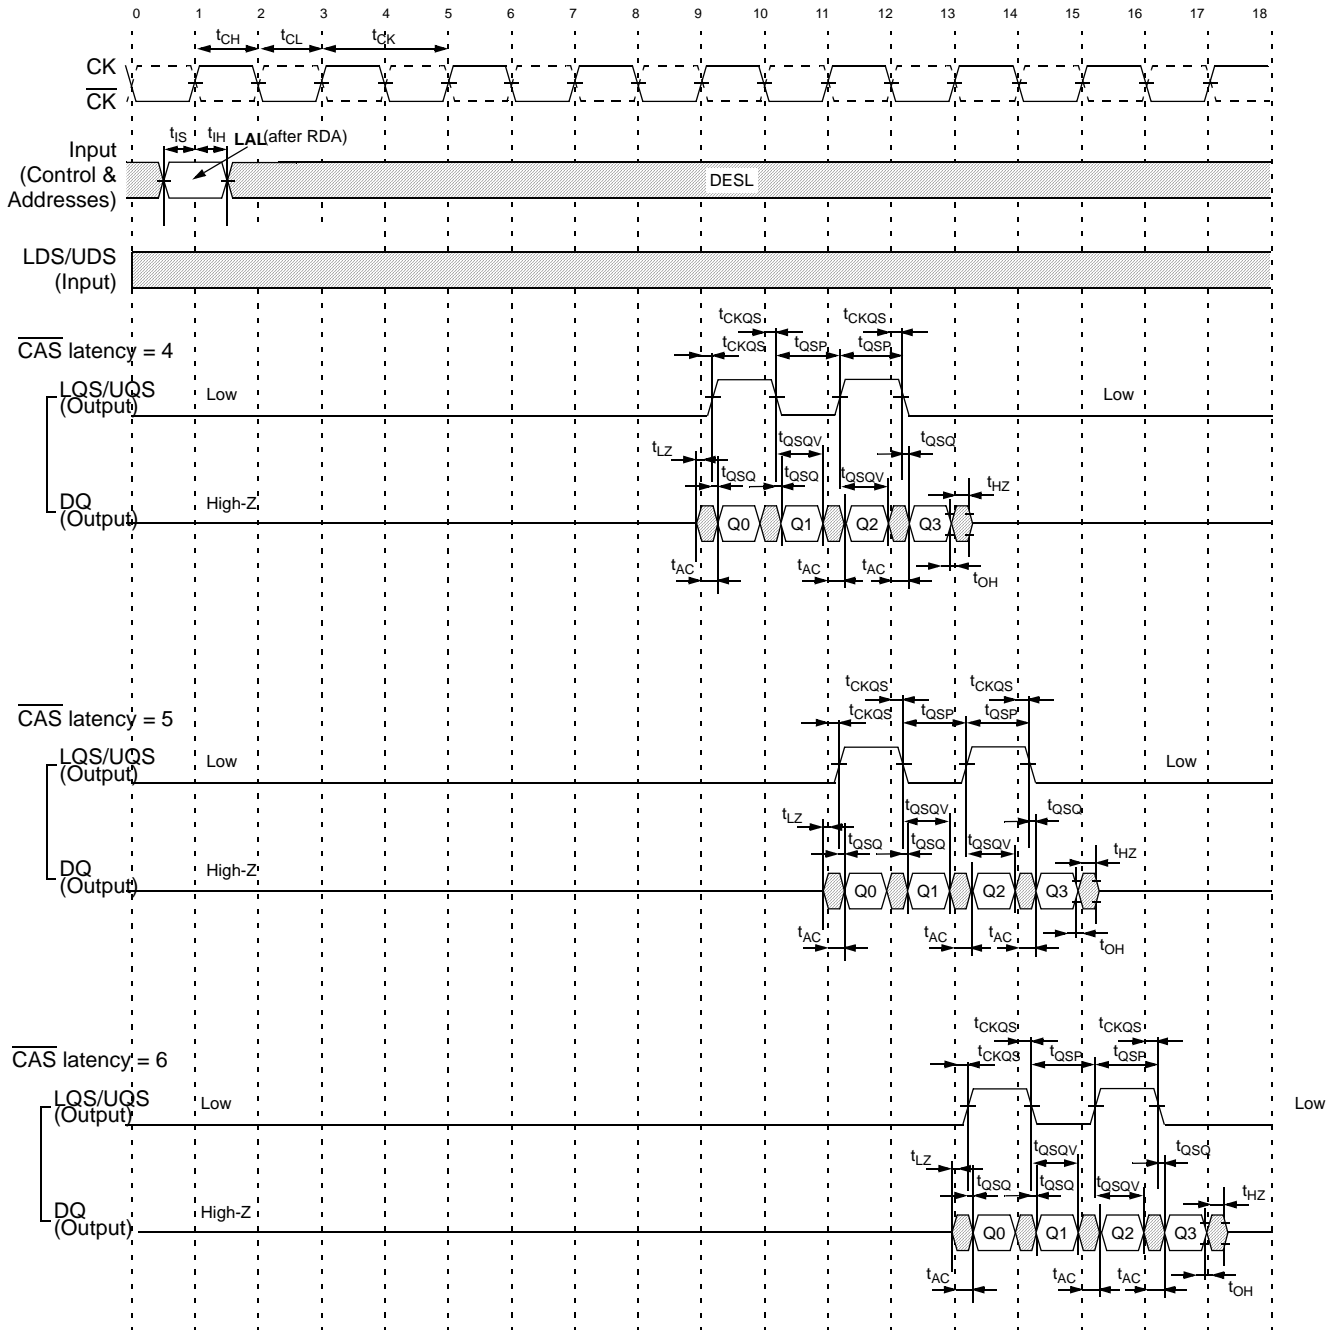 0 1 2 3 4 5 6 7 8 9 10 11 12 13 14 15 16 17 18
tCH tCL tCK
CK
CK
tIS tIH LAL(after RDA)
Input
(Control &
Addresses)
DESL
LDS/UDS
(Input)
tCKQS tCKQS
CAS latency = 4
tCKQS tQSP tQSP
LQS/UQS
(Output)
Low Low
tLZ tQSQV tQSQ
tQSQ tQSQ tQSQV tHZ
DQ
(Output)
High-Z
Q0 Q1 Q2 Q3
tAC tAC tAC tOH
tCKQS tCKQS
CAS latency = 5
tCKQS tQSP tQSP
LQS/UQS
(Output)
Low Low
tLZ tQSQV tQSQ
tQSQ tQSQ tQSQV tHZ
DQ
(Output)
High-Z
Q0 Q1 Q2 Q3
tAC tAC tAC tOH
tCKQS tCKQS
CAS latency = 6
tCKQS tQSP tQSP
LQS/UQS
(Output)
Low Low
tLZ tQSQV tQSQ
tQSQ tQSQ tQSQV tHZ
DQ
(Output)
High-Z
Q0 Q1 Q2 Q3
tAC tAC tAC tOH